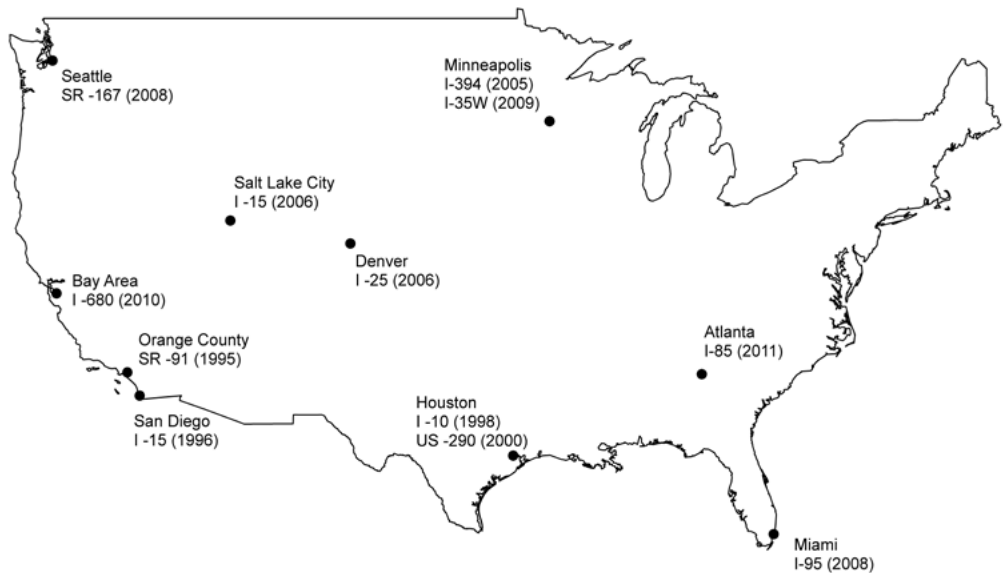 Seattle
SR -167 (2008)
Minneapolis
I-394 (2005)
I-35W (2009)
Salt Lake City
I -15 (2006)
Denver
I -25 (2006)
Bay Area
I -680 (2010)
Orange County
SR -91 (1995)
San Diego
I -15 (1996)
Atlanta
I-85 (2011)
Houston
I -10 (1998)
US -290 (2000)
Miami
I-95 (2008)